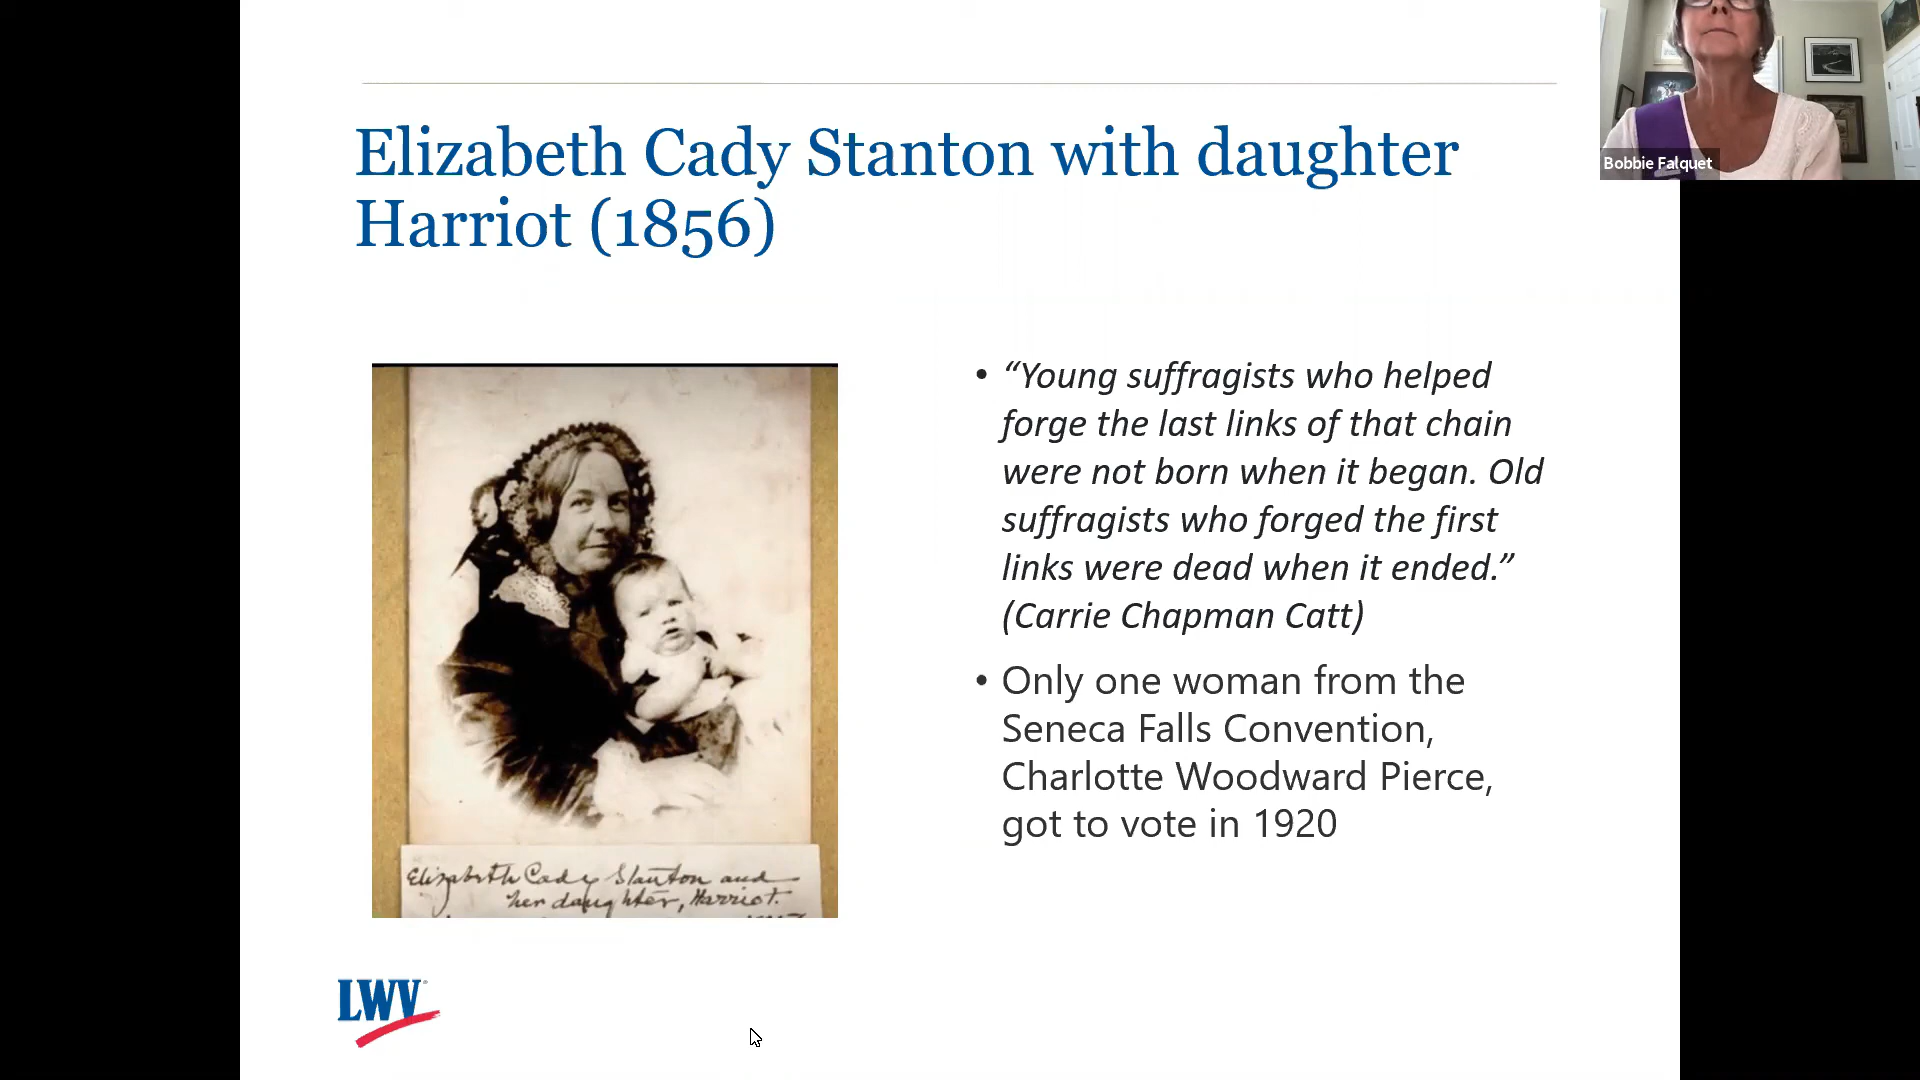 Elizabeth Cady Stanton with daughter
Harriot (1856)
Bobbie Falquet
• “Young suffragists who helped
forge the last links of that chain
were not born when it began. Old
suffragists who forged the first
links were dead when it ended.”
(Carrie Chapman Catt)
• Only one woman from the
Seneca Falls Convention,
Charlotte Woodward Pierce,
got to vote in 1920
Elizabeth Cady Stanton and
her daughter, Harriot.
LWV